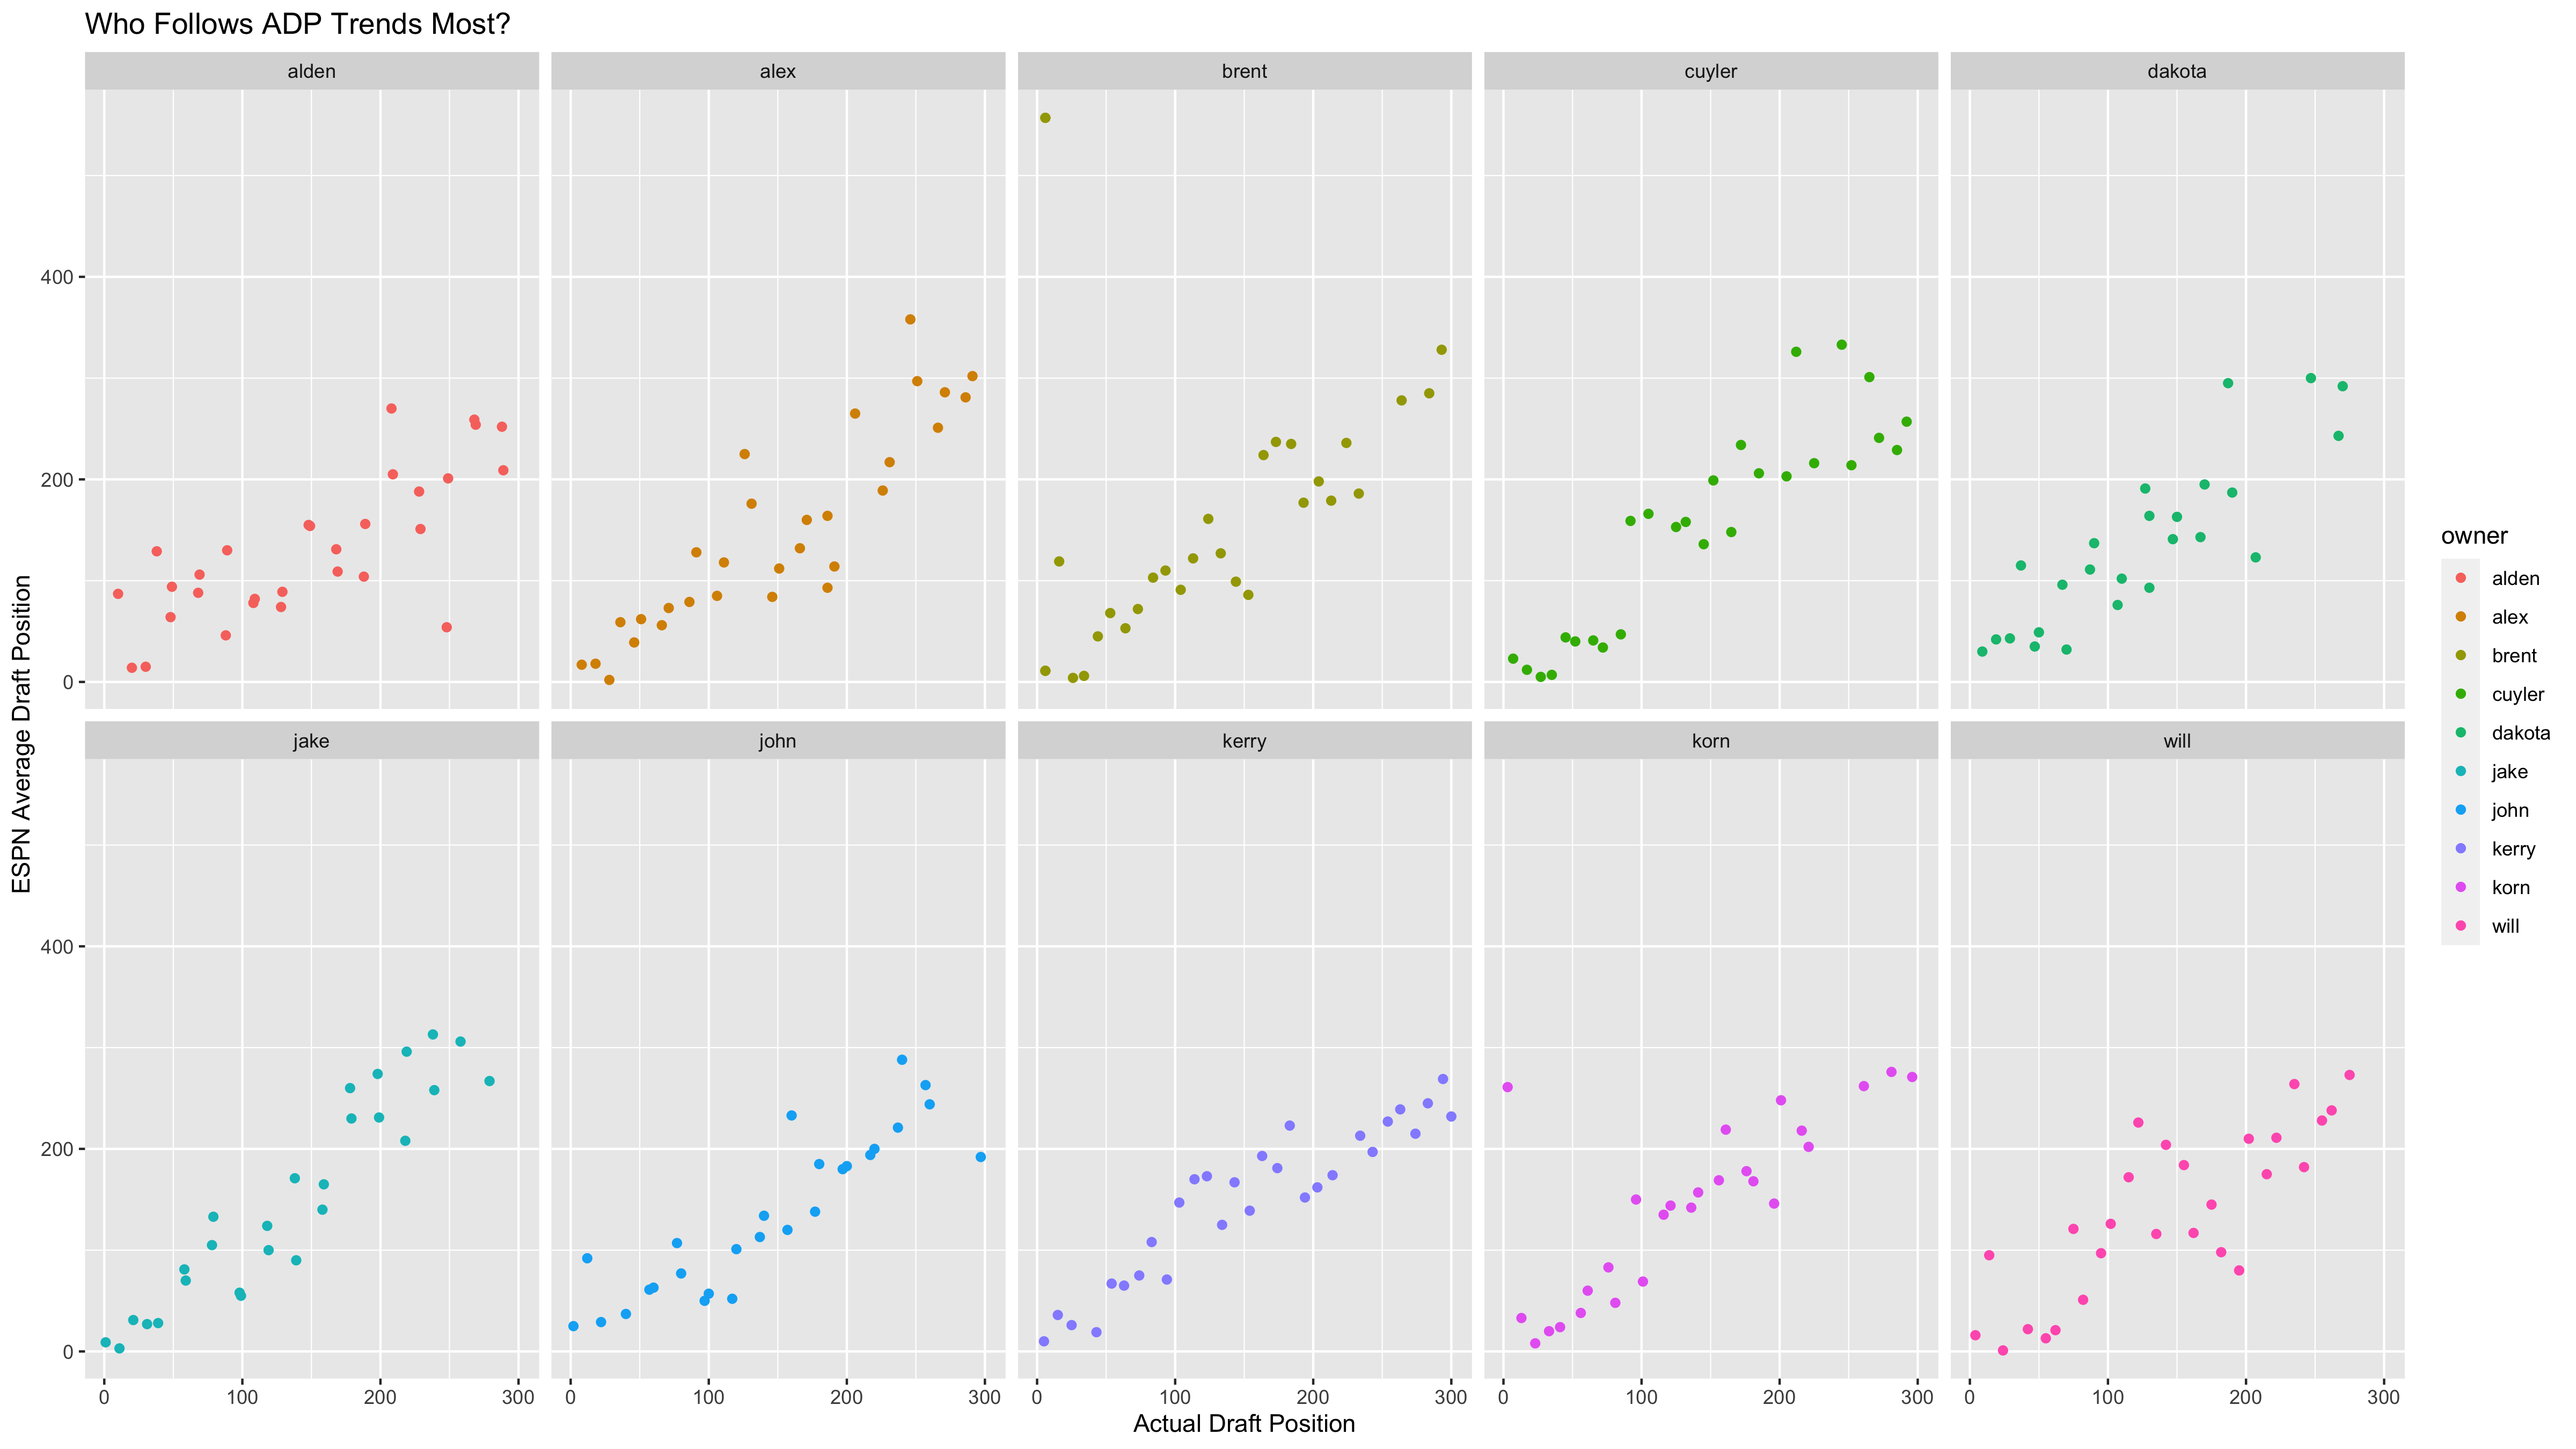 Who Follows ADP Trends Most?
alden alex brent cuyler dakota
400
200
0
jake john kerry korn will
400
200
0
0 100 200 300 0 100 200 300 0 100 200 300 0 100 200 300 0 100 200 300
Actual Draft Position
ESPN Average Draft Position
owner
alden
alex
brent
cuyler
dakota
jake
john
kerry
korn
will